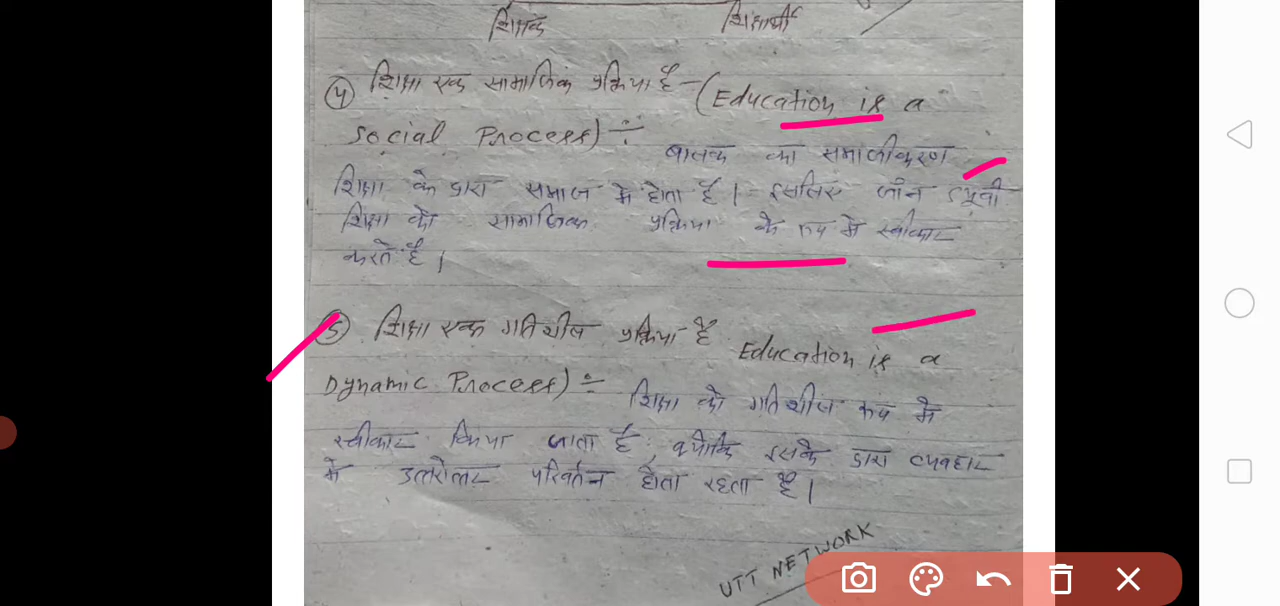 शिक्षक शिक्षार्थी
(4) शिक्षा एक सामाजिक प्रक्रिया है - (Education is a
Social Process) ÷
बालक का समाजीकरण
शिक्षा के द्वारा समाज मे होता है। इसलिए जॉन ड्यूवी
शिक्षा को सामाजिक प्रक्रिया के रूप मे स्वीकार
करते है।
(5) शिक्षा एक गतिशील प्रक्रिया है Education is a
Dynamic Process) ÷ शिक्षा को गतिशील रूप मे
स्वीकार किया जाता है, क्योकि इसके द्वारा व्यवहार
मे उत्तरोत्तर परिवर्तन होता रहता है।
UTT NETWORK